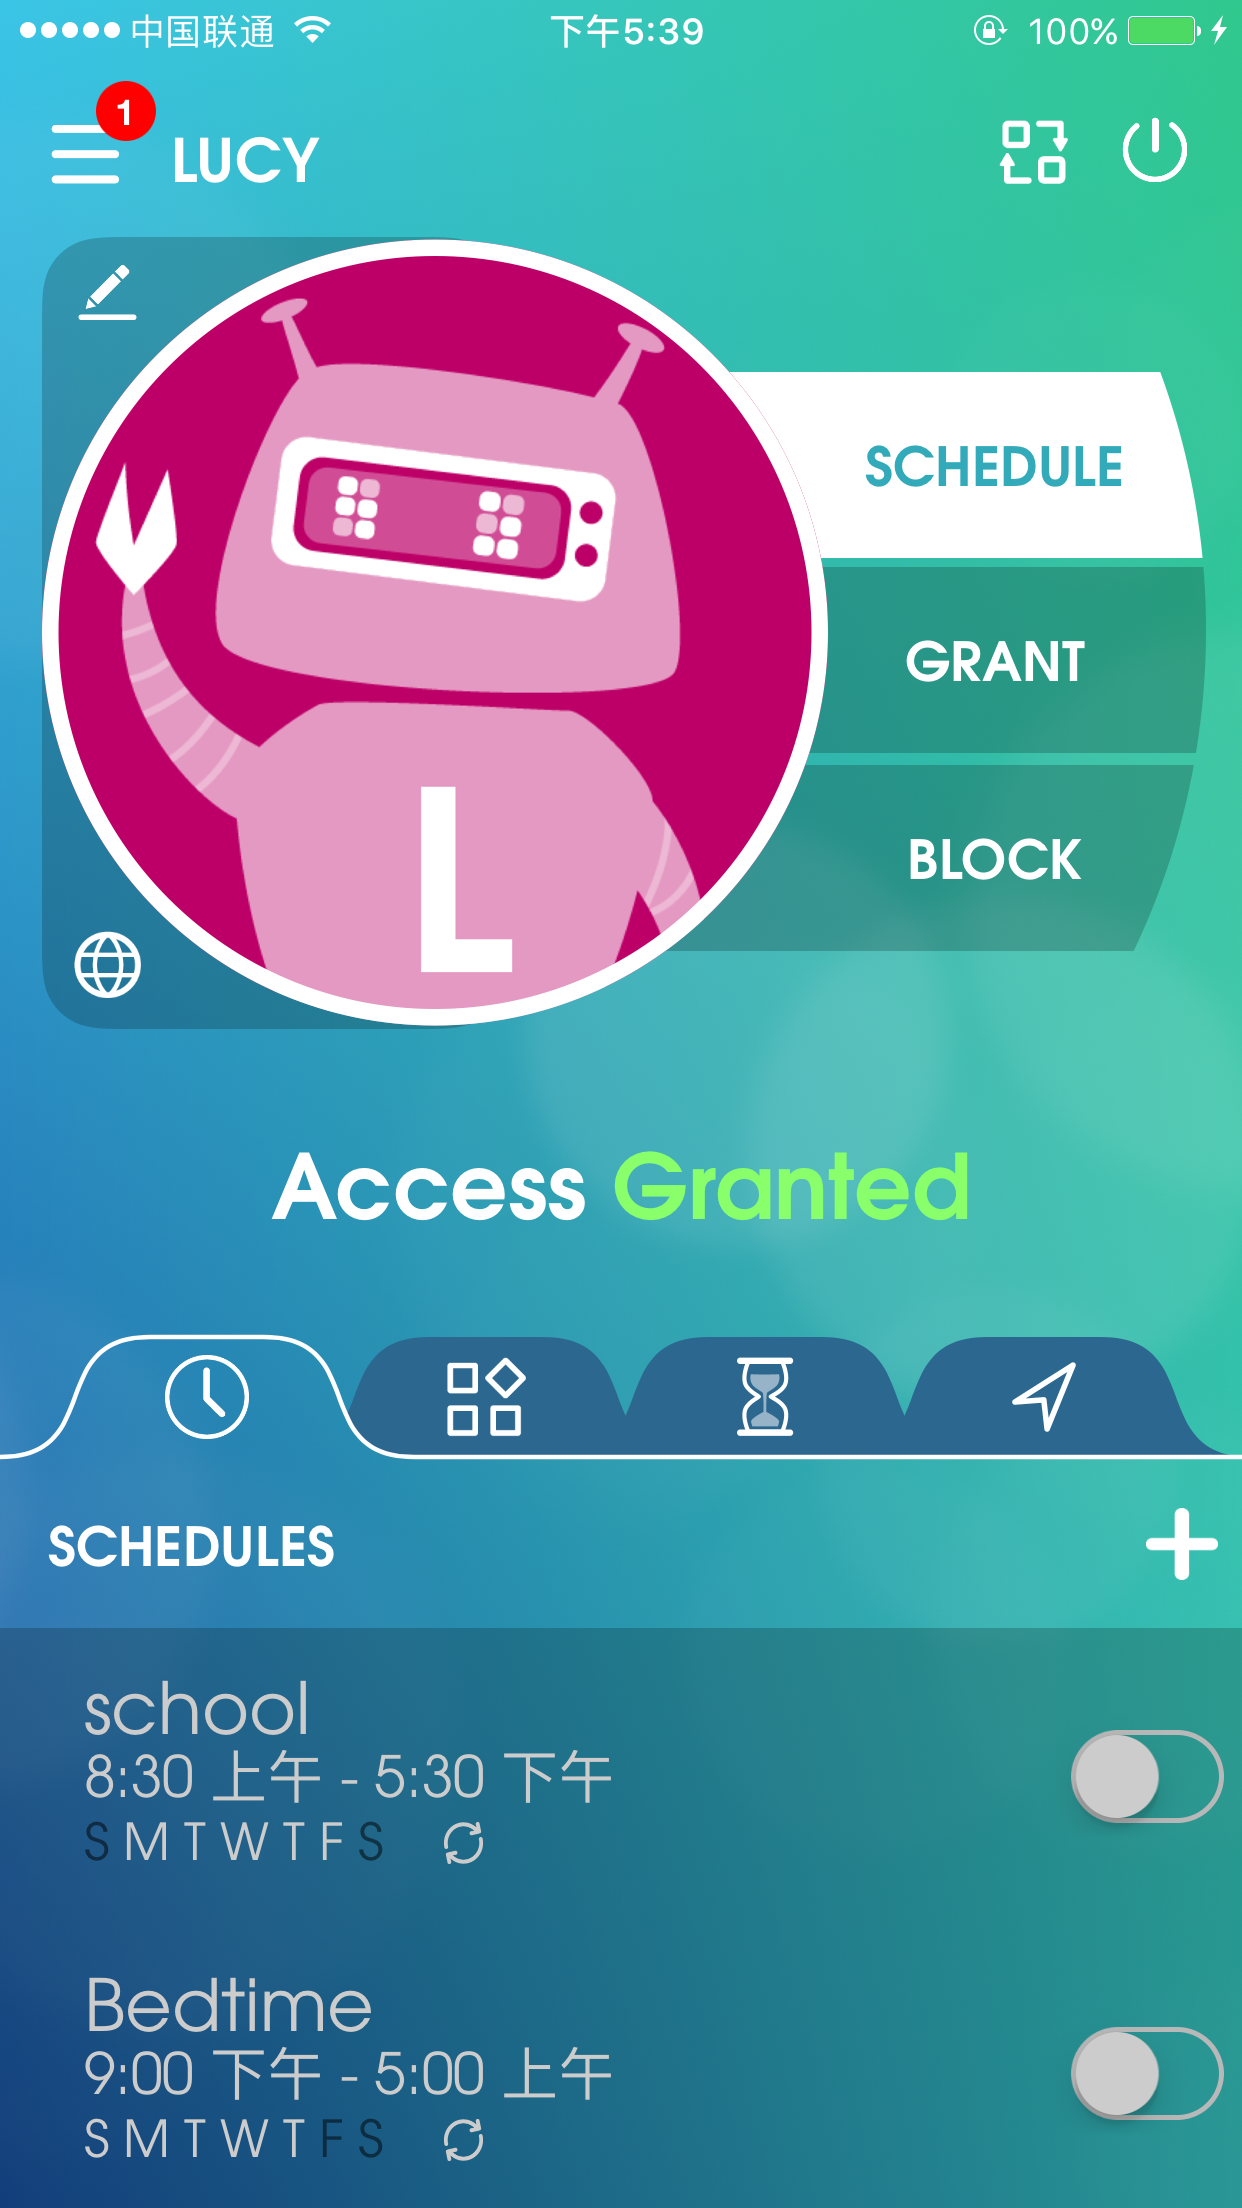 中国联通 下午5:39 100%
1
LUCY
SCHEDULE
GRANT
BLOCK
L
Access Granted
SCHEDULES
school
8:30 上午 - 5:30 下午
S M T W T F S
Bedtime
9:00 下午 - 5:00 上午
S M T W T F S